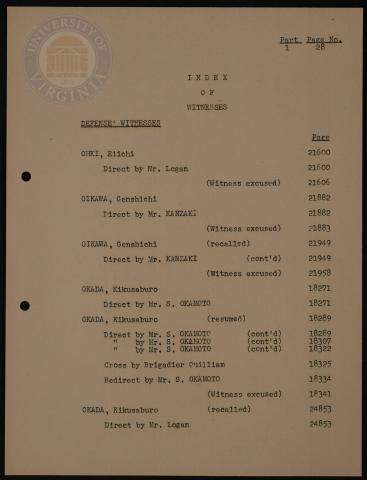 UNIVERSITY OF VIRGINIA
Part Page No.
1 28
I N D E X
O F
WITNESSES
DEFENSE' WITNESSES
Page
OHKI, Eiichi 21600
Direct by Mr. Logan 21600
(Witness excused) 21606
OIKAWA, Genshichi 21882
Direct by Mr. KANZAKI 21882
(Witness excused) 21883
OIKAWA, Genshichi (recalled) 21949
Direct by Mr. KANZAKI (cont'd) 21949
(Witness excused) 21958
OKADA, Kikusaburo 18271
Direct by Mr. S. OKAMOTO 18271
OKADA, Kikusaburo (resumed) 18289
Direct by Mr. S. OKAMOTO (cont'd) 18289
" by Mr. S. OKAMOTO (cont'd) 18307
" by Mr. S. OKAMOTO (cont'd) 18322
Cross by Brigadier Quilliam 18325
Redirect by Mr. S. OKAMOTO 18334
(Witness excused) 18341
OKADA, Kikusaburo (recalled) 24853
Direct by Mr. Logan 24853